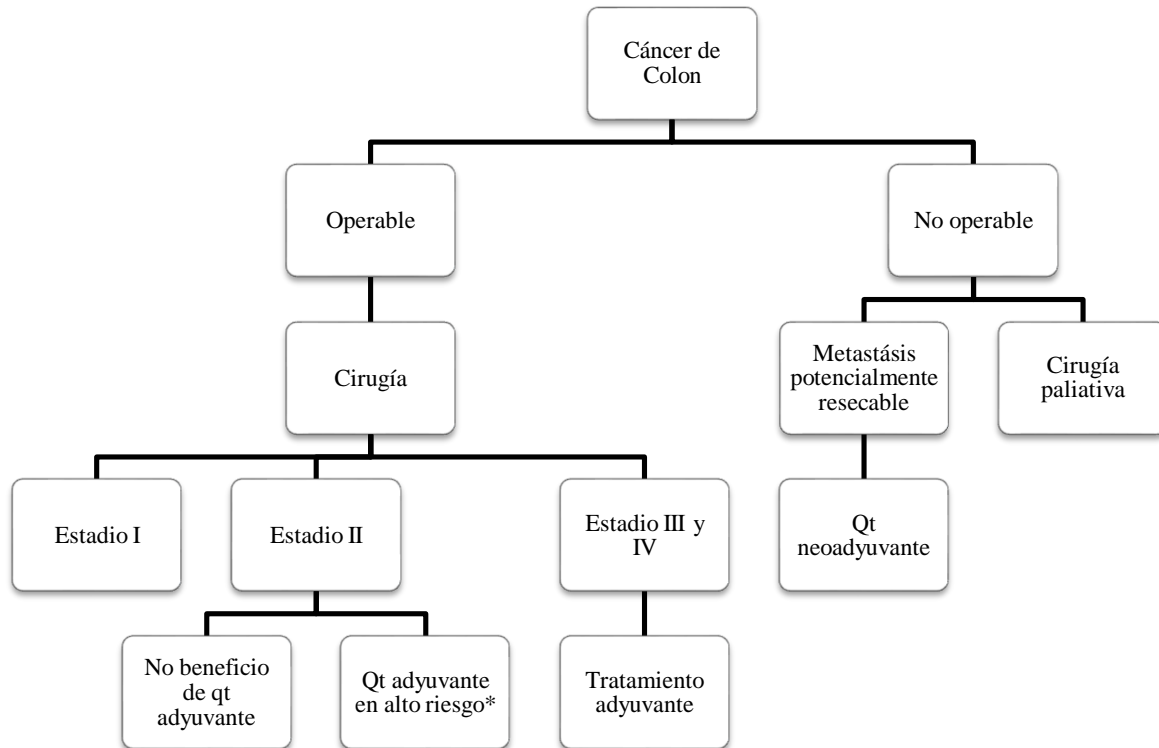 Cáncer de
Colon
Operable
No operable
Cirugía
Metastásis
potencialmente
resecable
Cirugía
paliativa
Estadio I
Estadio II
Estadio III y
IV
Qt
neoadyuvante
No beneficio
de qt
adyuvante
Qt adyuvante
en alto riesgo*
Tratamiento
adyuvante